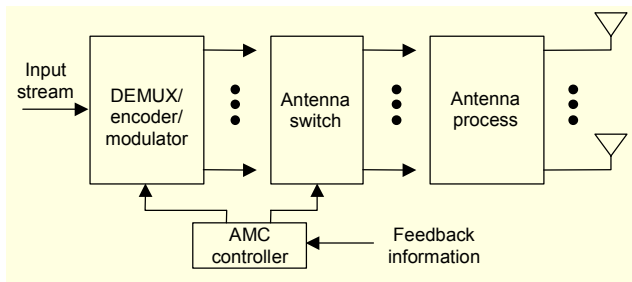 Input
stream
DEMUX/
encoder/
modulator
Antenna
switch
Antenna
process
AMC
controller
Feedback
information